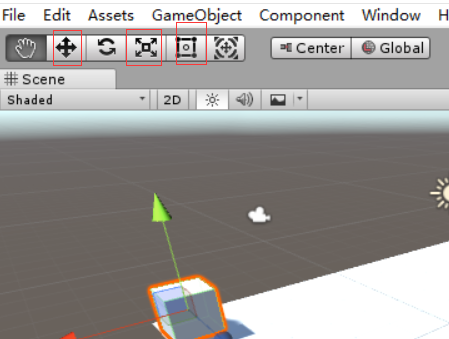 File Edit Assets GameObject Component Window H
Center Global
Scene
Shaded 2D